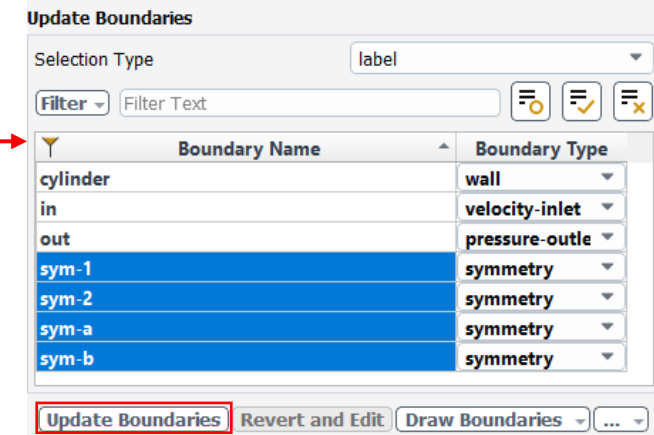 Update Boundaries
Selection Type label
Filter Filter Text
Boundary Name Boundary Type
cylinder wall
in velocity-inlet
out pressure-outle
sym-1 symmetry
sym-2 symmetry
sym-a symmetry
sym-b symmetry
Update Boundaries Revert and Edit Draw Boundaries ...